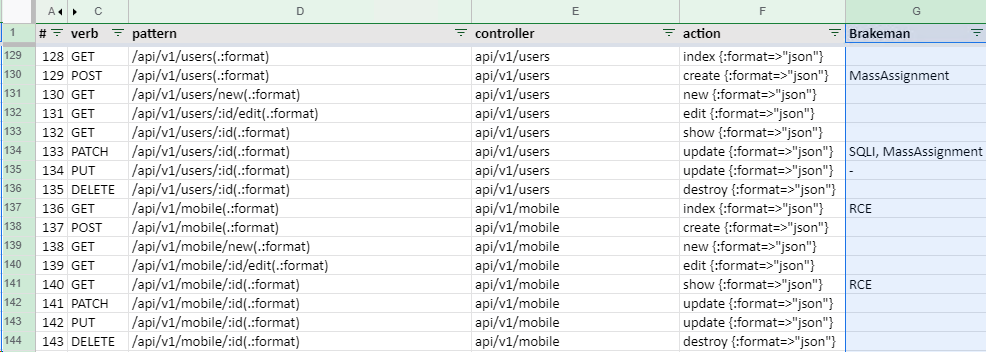 A C D E F G
1 # verb pattern controller action Brakeman
129 128 GET /api/v1/users(.:format) api/v1/users index {:format=>"json"}
130 129 POST /api/v1/users(.:format) api/v1/users create {:format=>"json"} MassAssignment
131 130 GET /api/v1/users/new(.:format) api/v1/users new {:format=>"json"}
132 131 GET /api/v1/users/:id/edit(.:format) api/v1/users edit {:format=>"json"}
133 132 GET /api/v1/users/:id(.:format) api/v1/users show {:format=>"json"}
134 133 PATCH /api/v1/users/:id(.:format) api/v1/users update {:format=>"json"} SQLI, MassAssignment
135 134 PUT /api/v1/users/:id(.:format) api/v1/users update {:format=>"json"} -
136 135 DELETE /api/v1/users/:id(.:format) api/v1/users destroy {:format=>"json"}
137 136 GET /api/v1/mobile(.:format) api/v1/mobile index {:format=>"json"} RCE
138 137 POST /api/v1/mobile(.:format) api/v1/mobile create {:format=>"json"}
139 138 GET /api/v1/mobile/new(.:format) api/v1/mobile new {:format=>"json"}
140 139 GET /api/v1/mobile/:id/edit(.:format) api/v1/mobile edit {:format=>"json"}
141 140 GET /api/v1/mobile/:id(.:format) api/v1/mobile show {:format=>"json"} RCE
142 141 PATCH /api/v1/mobile/:id(.:format) api/v1/mobile update {:format=>"json"}
143 142 PUT /api/v1/mobile/:id(.:format) api/v1/mobile update {:format=>"json"}
144 143 DELETE /api/v1/mobile/:id(.:format) api/v1/mobile destroy {:format=>"json"}